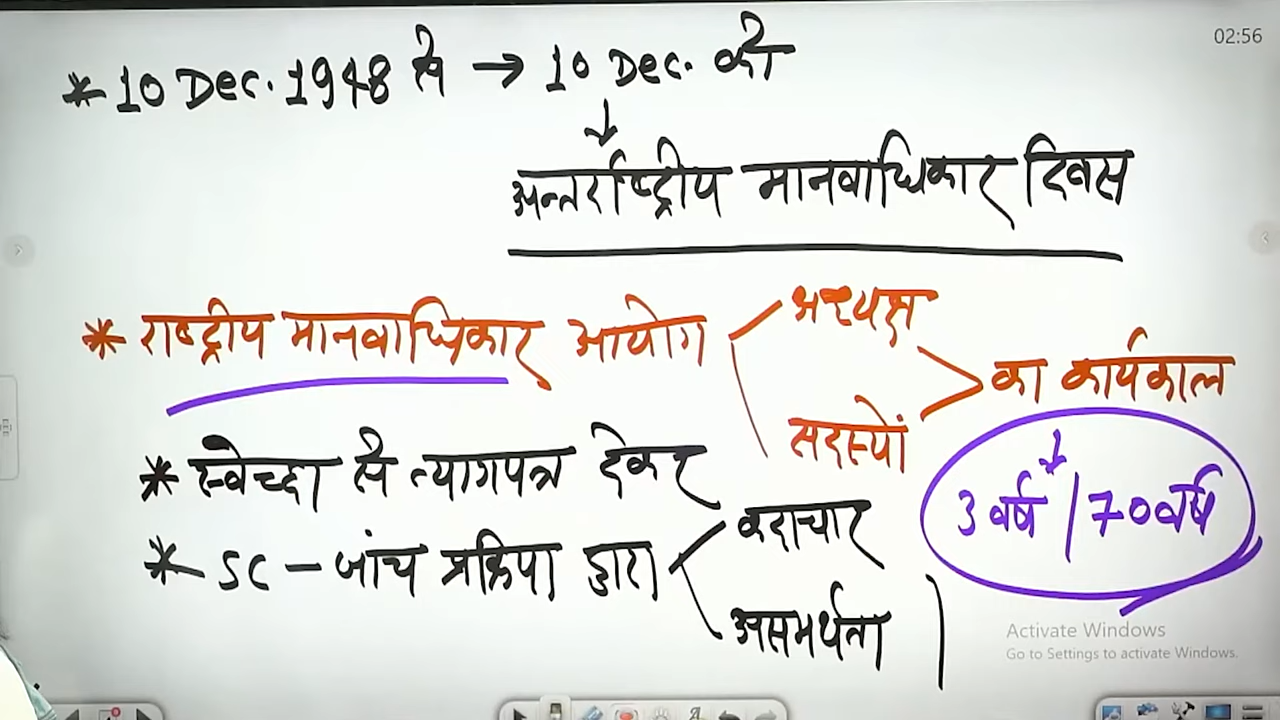 02:56
* 10 Dec. 1948 से → 10 Dec. को
अन्तर्राष्ट्रीय मानवाधिकार दिवस
* राष्ट्रीय मानवाधिकार आयोग
अध्यक्ष
सदस्यों
का कार्यकाल
3 वर्ष / 70 वर्ष
* स्वेच्छा से त्यागपत्र देकर
* SC – जांच प्रक्रिया द्वारा
कदाचार
असमर्थता
Activate Windows
Go to Settings to activate Windows.